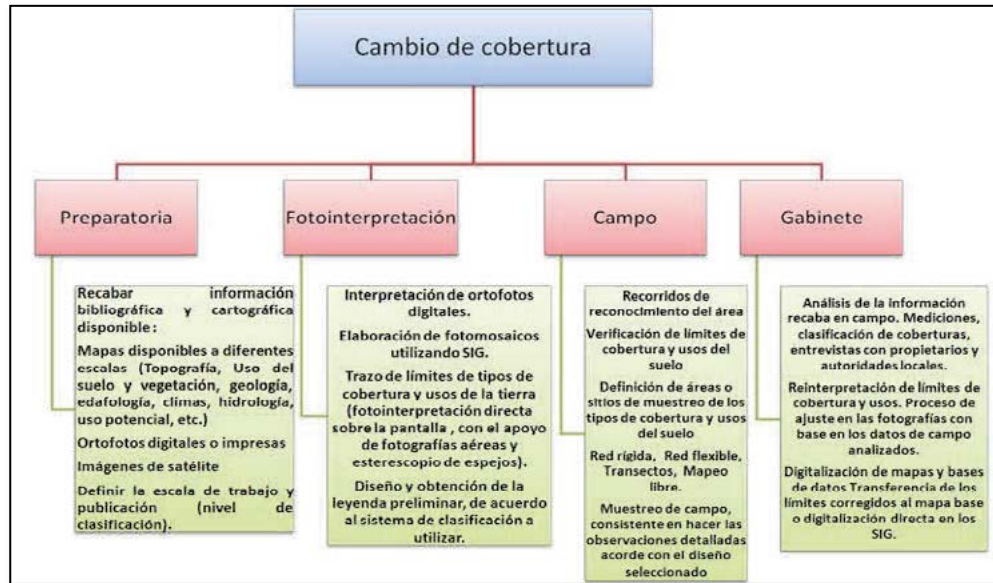 Cambio de cobertura
Preparatoria
Fotointerpretación
Campo
Gabinete
Recabar información
bibliográfica y cartográfica
disponible:
Mapas disponibles a diferentes
escalas (Topografía, Uso del
suelo y vegetación, geología,
edafología, climas, hidrología,
uso potencial, etc.)
Ortofotos digitales o impresas
Imágenes de satélite
Definir la escala de trabajo y
publicación (nivel de
clasificación).
Interpretación de ortofotos
digitales.
Elaboración de fotomosaicos
utilizando SIG.
Trazo de límites de tipos de
cobertura y usos de la tierra
(fotointerpretación directa
sobre la pantalla , con el apoyo
de fotografías aéreas y
esterescopio de espejos).
Diseño y obtención de la
leyenda preliminar, de acuerdo
al sistema de clasificación a
utilizar.
Recorridos de
reconocimiento del área
Verificación de límites de
cobertura y usos del
suelo
Definición de áreas o
sitios de muestreo de los
tipos de cobertura y usos
del suelo
Red rígida, Red flexible,
Transectos, Mapeo
libre.
Muestreo de campo,
consistente en hacer las
observaciones detalladas
acorde con el diseño
seleccionado
Análisis de la información
recaba en campo. Mediciones,
clasificación de coberturas,
entrevistas con propietarios y
autoridades locales.
Reinterpretación de límites de
cobertura y usos. Proceso de
ajuste en las fotografías con
base en los datos de campo
analizados.
Digitalización de mapas y bases
de datos Transferencia de los
límites corregidos al mapa base
o digitalización directa en los
SIG.